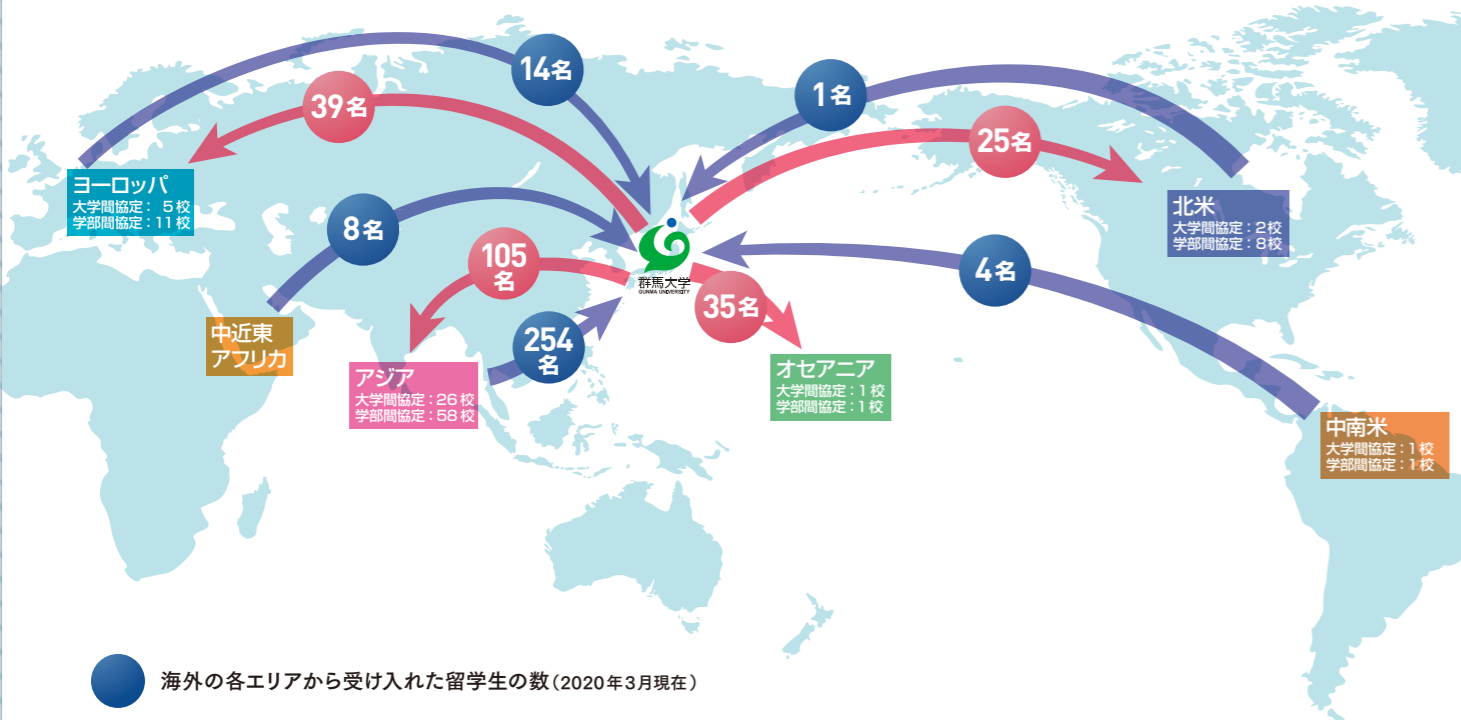 14名
1名
39名
25名
ヨーロッパ
大学間協定： 5校
学部間協定：11校
北米
大学間協定：2校
学部間協定：8校
8名
105
名
群馬大学
GUNMA UNIVERSITY
4名
35名
中近東
アフリカ
254
名
アジア
大学間協定：26校
学部間協定：58校
オセアニア
大学間協定：1校
学部間協定：1校
中南米
大学間協定：1校
学部間協定：1校
海外の各エリアから受け入れた留学生の数（2020年3月現在）